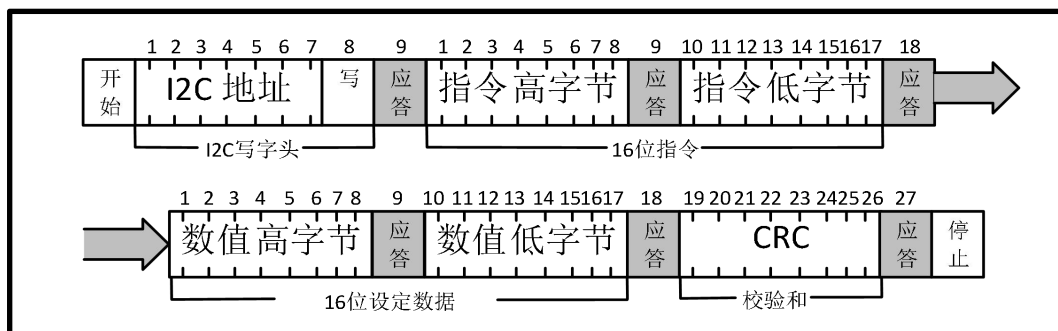 1 2 3 4 5 6 7 8 9 1 2 3 4 5 6 7 8 9 10 11 12 13 14 15 16 17 18
开始 I2C 地址 写 应答 指令高字节 应答 指令低字节 应答
I2C写字头 16位指令
1 2 3 4 5 6 7 8 9 10 11 12 13 14 15 16 17 18 19 20 21 22 23 24 25 26 27
数值高字节 应答 数值低字节 应答 CRC 应答 停止
16位设定数据 校验和